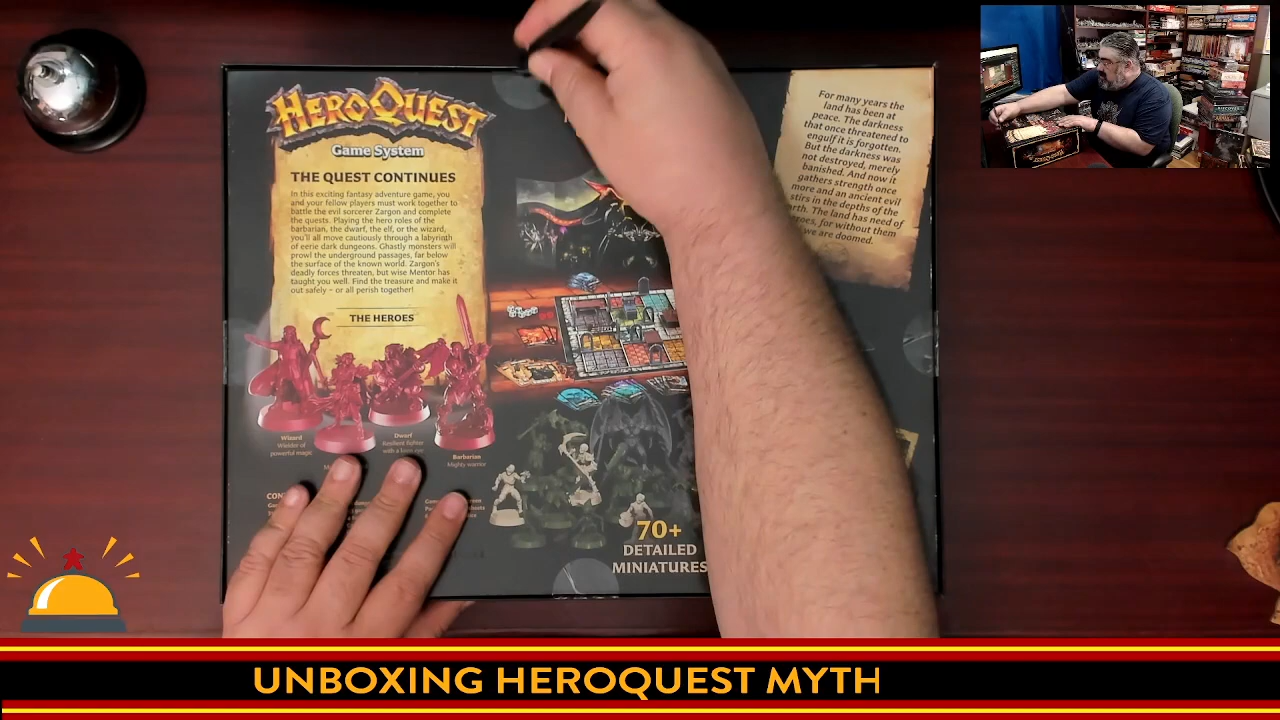 HEROQUEST
Game System
THE QUEST CONTINUES
In this exciting fantasy adventure game, you
and your fellow players must work together to
battle the evil sorcerer Zargon and complete
the quests. Playing the hero roles of the
barbarian, the dwarf, the elf, or the wizard,
you'll all move cautiously through a labyrinth
of eerie dark dungeons. Ghastly monsters will
prowl the underground passages, far below
the surface of the known world. Zargon's
deadly forces threaten, but wise Mentor has
taught you well. Find the treasure and make it
out safely – or all perish together!
THE HEROES
Wizard
Wielder of
powerful magic
Dwarf
Resilient fighter
Barbarian
Mighty warrior
70+
DETAILED
MINIATURES
For many years the
land has been at
peace. The darkness
that once threatened to
engulf it is forgotten.
But the darkness was
not destroyed, merely
banished. And now it
gathers strength once
more and an ancient evil
stirs in the depths of the
The land has need of
for without them
we are doomed.
UNBOXING HEROQUEST MYTH